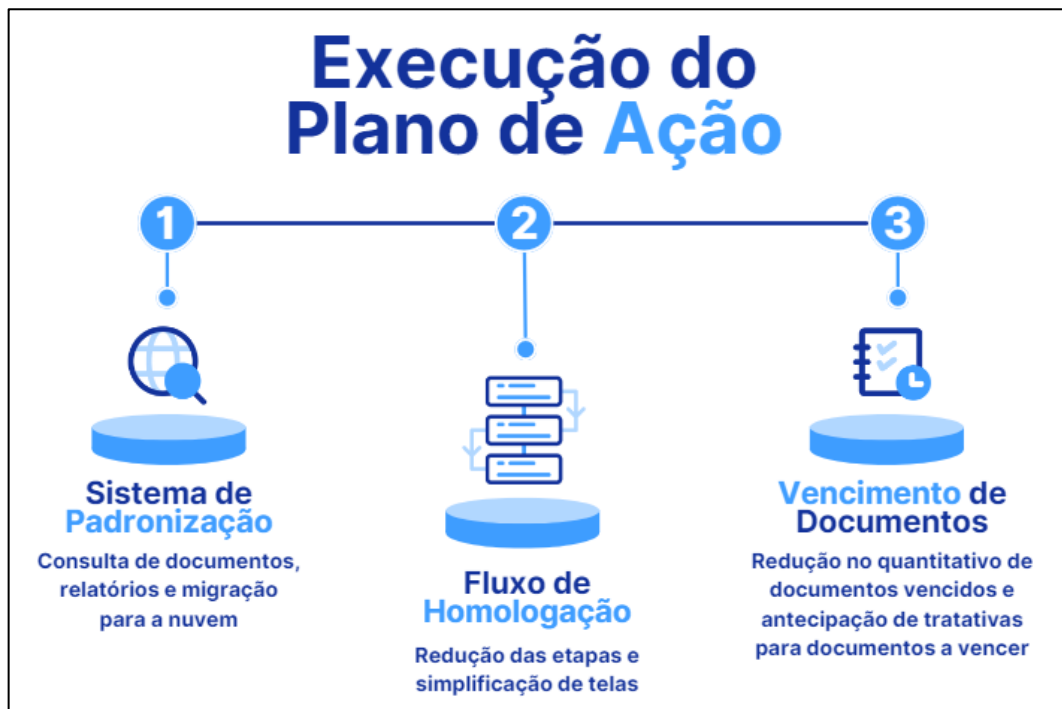 Execução do
Plano de Ação
1
2
3
Sistema de
Padronização
Consulta de documentos,
relatórios e migração
para a nuvem
Fluxo de
Homologação
Redução das etapas e
simplificação de telas
Vencimento de
Documentos
Redução no quantitativo de
documentos vencidos e
antecipação de tratativas
para documentos a vencer